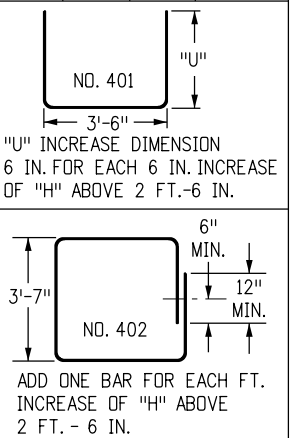 "U"
NO. 401
3'-6"
"U" INCREASE DIMENSION
6 IN. FOR EACH 6 IN. INCREASE
OF "H" ABOVE 2 FT.-6 IN.
6"
MIN.
3'-7"
12"
MIN.
NO. 402
ADD ONE BAR FOR EACH FT.
INCREASE OF "H" ABOVE
2 FT. - 6 IN.